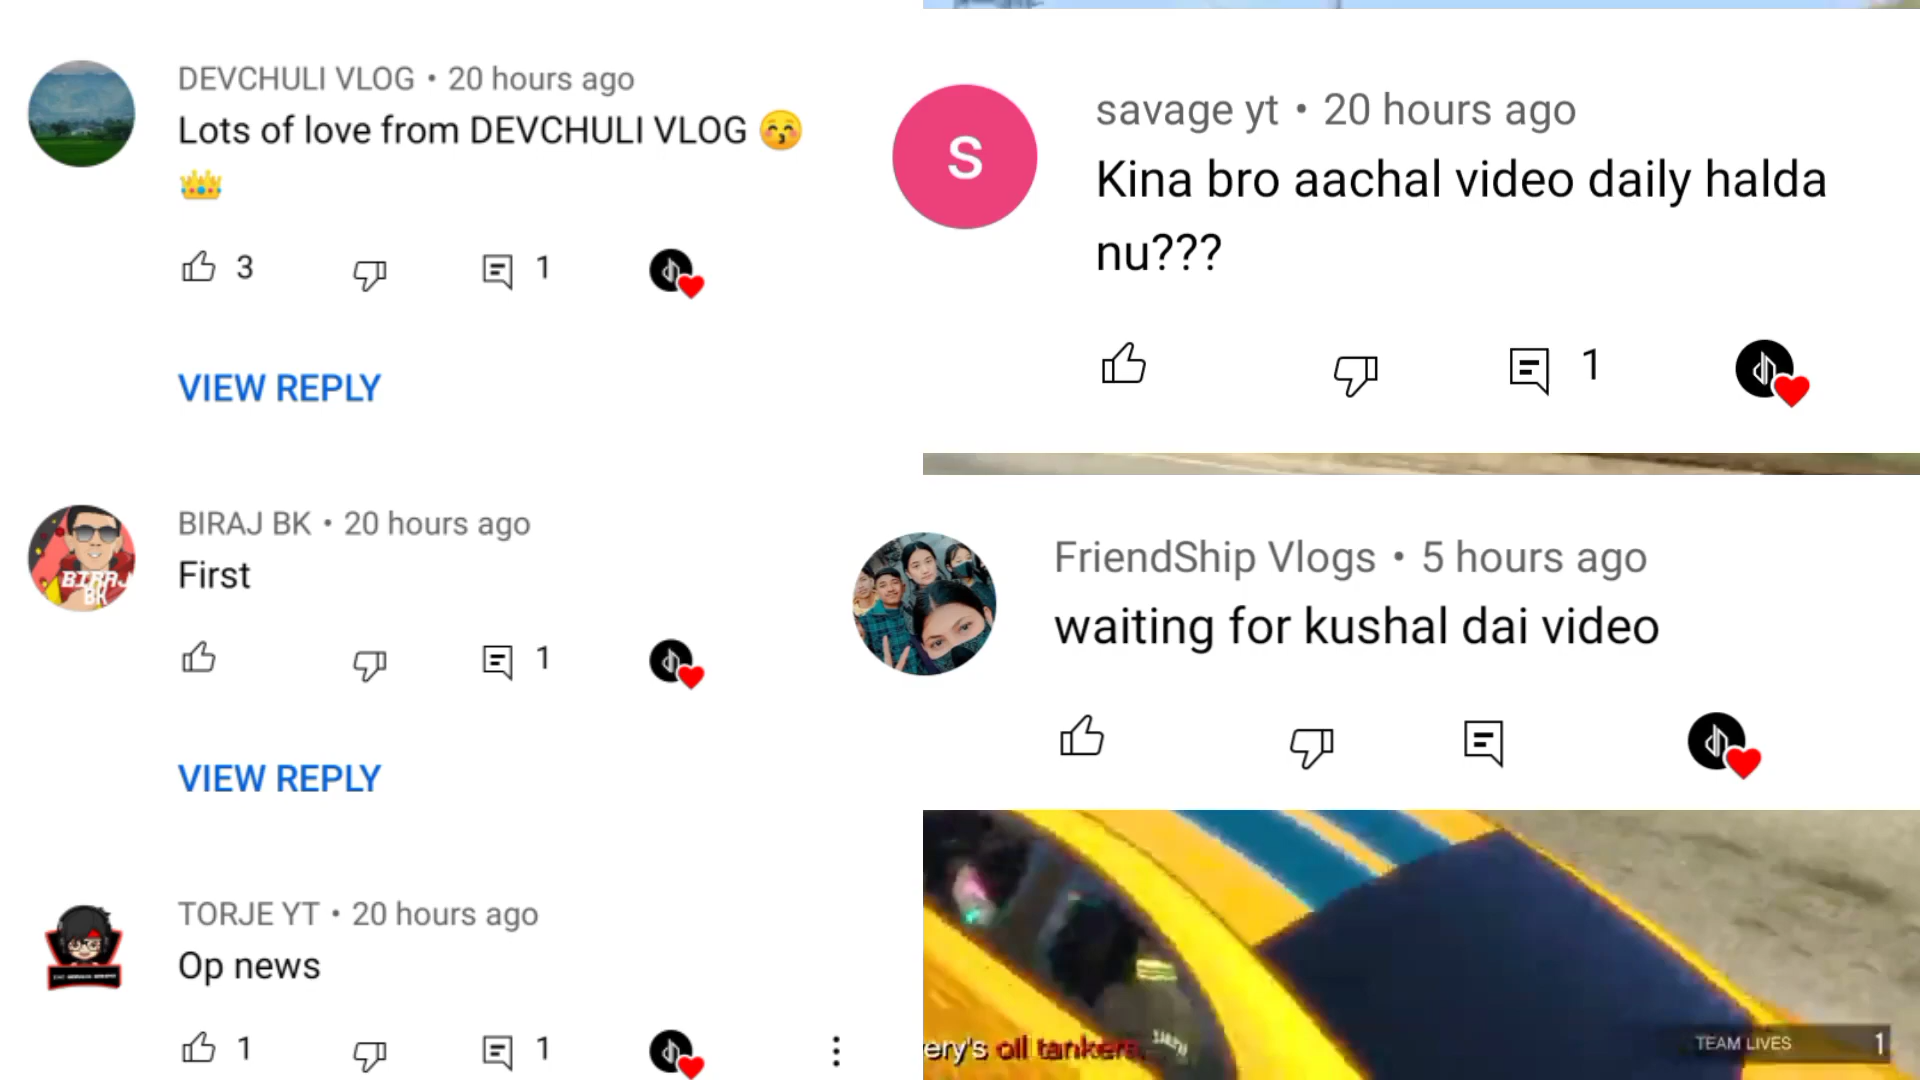 DEVCHULI VLOG • 20 hours ago
Lots of love from DEVCHULI VLOG 😚
👑
3
1
VIEW REPLY
BIRAJ BK • 20 hours ago
First
1
VIEW REPLY
TORJE YT • 20 hours ago
Op news
1
1
S
savage yt • 20 hours ago
Kina bro aachal video daily halda
nu???
1
FriendShip Vlogs • 5 hours ago
waiting for kushal dai video
BIRAJ
BK
ery's oil tankers.
TEAM LIVES 1